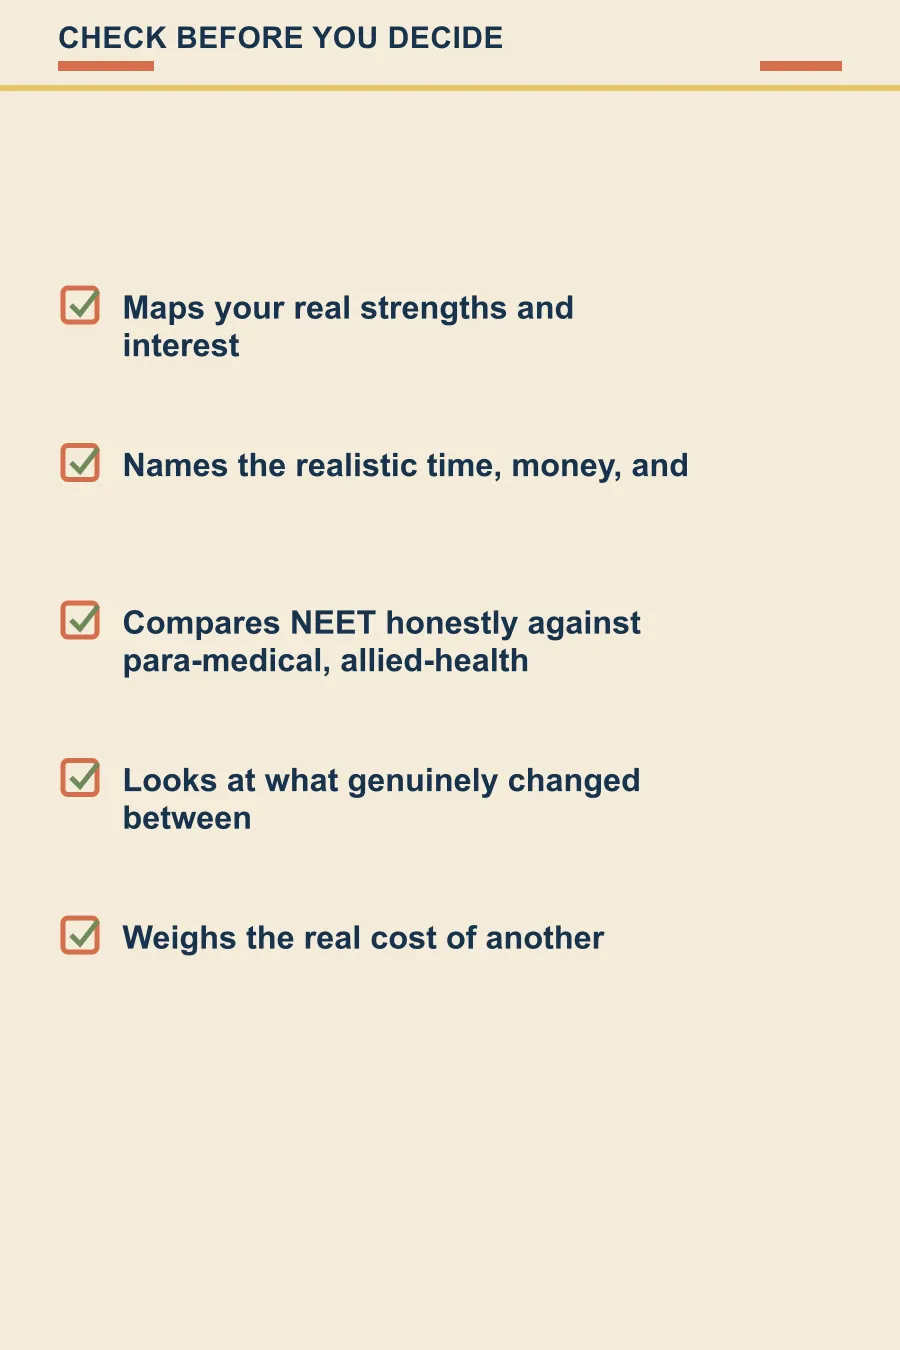 CHECK BEFORE YOU DECIDE
Maps your real strengths and
interest
Names the realistic time, money, and
Compares NEET honestly against
para-medical, allied-health
Looks at what genuinely changed
between
Weighs the real cost of another